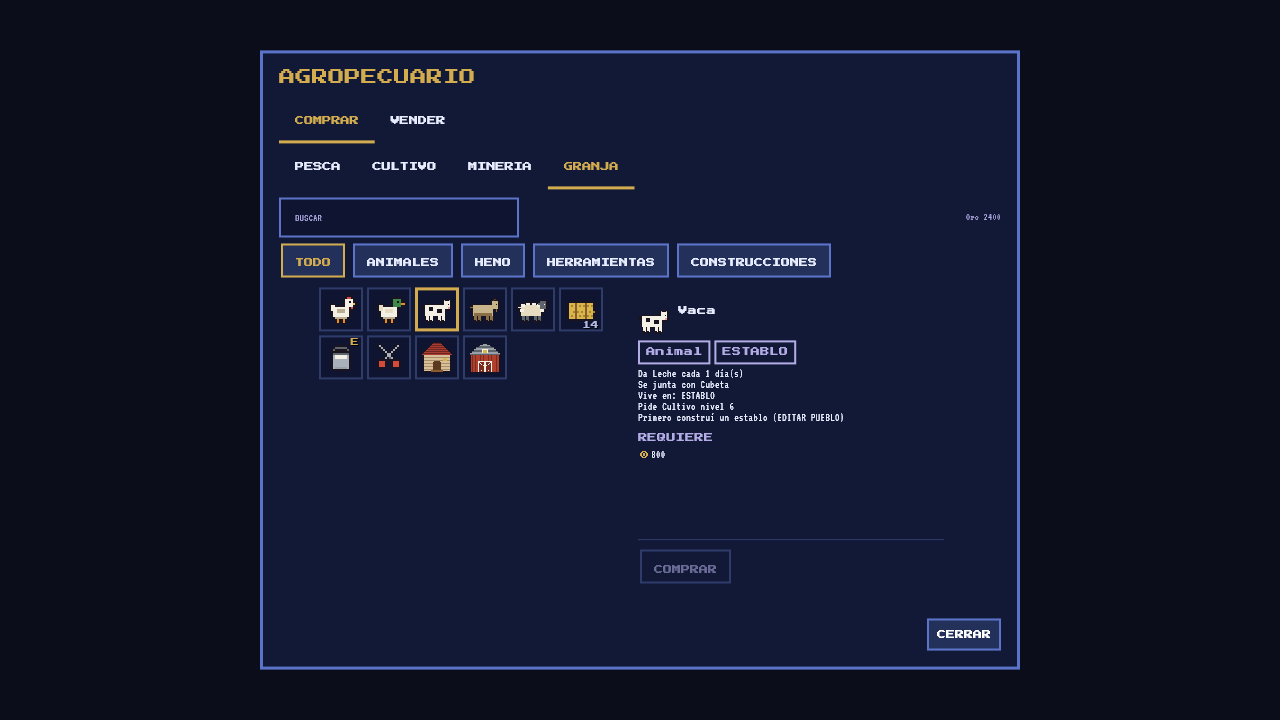 AGROPECUARIO
COMPRAR VENDER
PESCA CULTIVO MINERIA GRANJA
BUSCAR
Oro 2400
TODO ANIMALES HENO HERRAMIENTAS CONSTRUCCIONES
14
E
Vaca
Animal ESTABLO
Da Leche cada 1 día(s)
Se junta con Cubeta
Vive en: ESTABLO
Pide Cultivo nivel 6
Primero construí un establo (EDITAR PUEBLO)
REQUIERE
800
COMPRAR
CERRAR